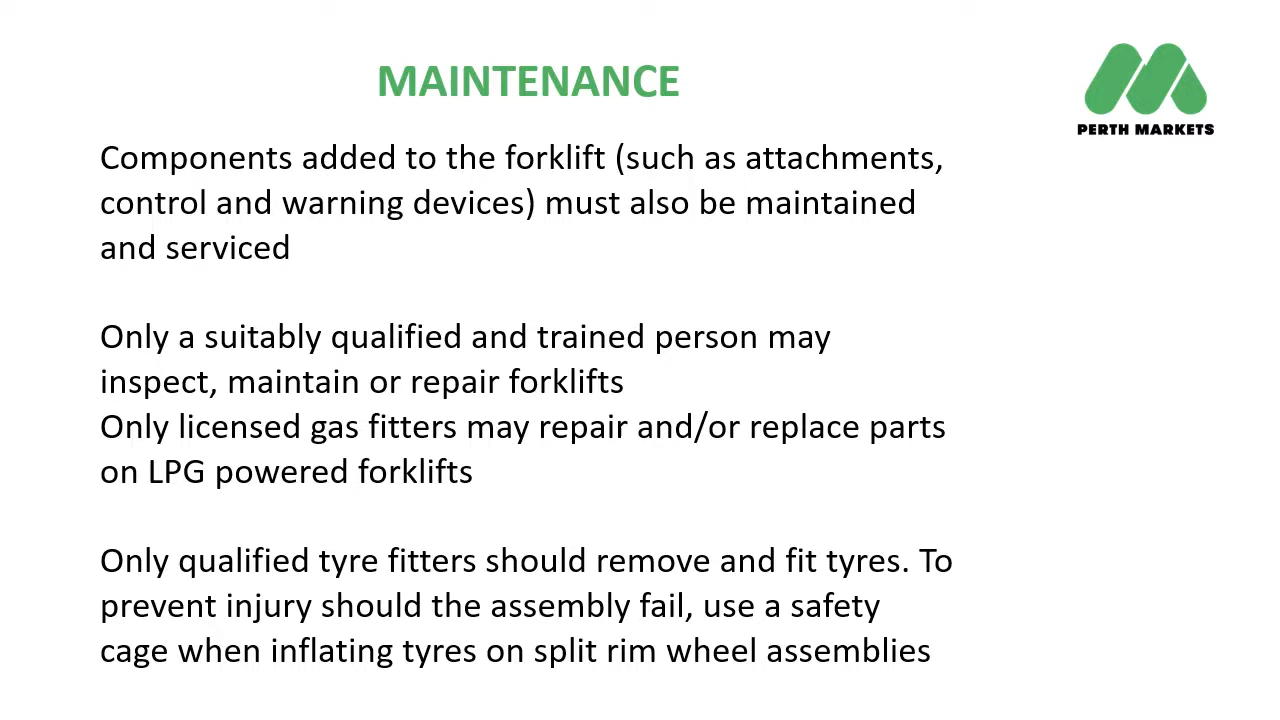 MAINTENANCE
PERTH MARKETS
Components added to the forklift (such as attachments,
control and warning devices) must also be maintained
and serviced
Only a suitably qualified and trained person may
inspect, maintain or repair forklifts
Only licensed gas fitters may repair and/or replace parts
on LPG powered forklifts
Only qualified tyre fitters should remove and fit tyres. To
prevent injury should the assembly fail, use a safety
cage when inflating tyres on split rim wheel assemblies